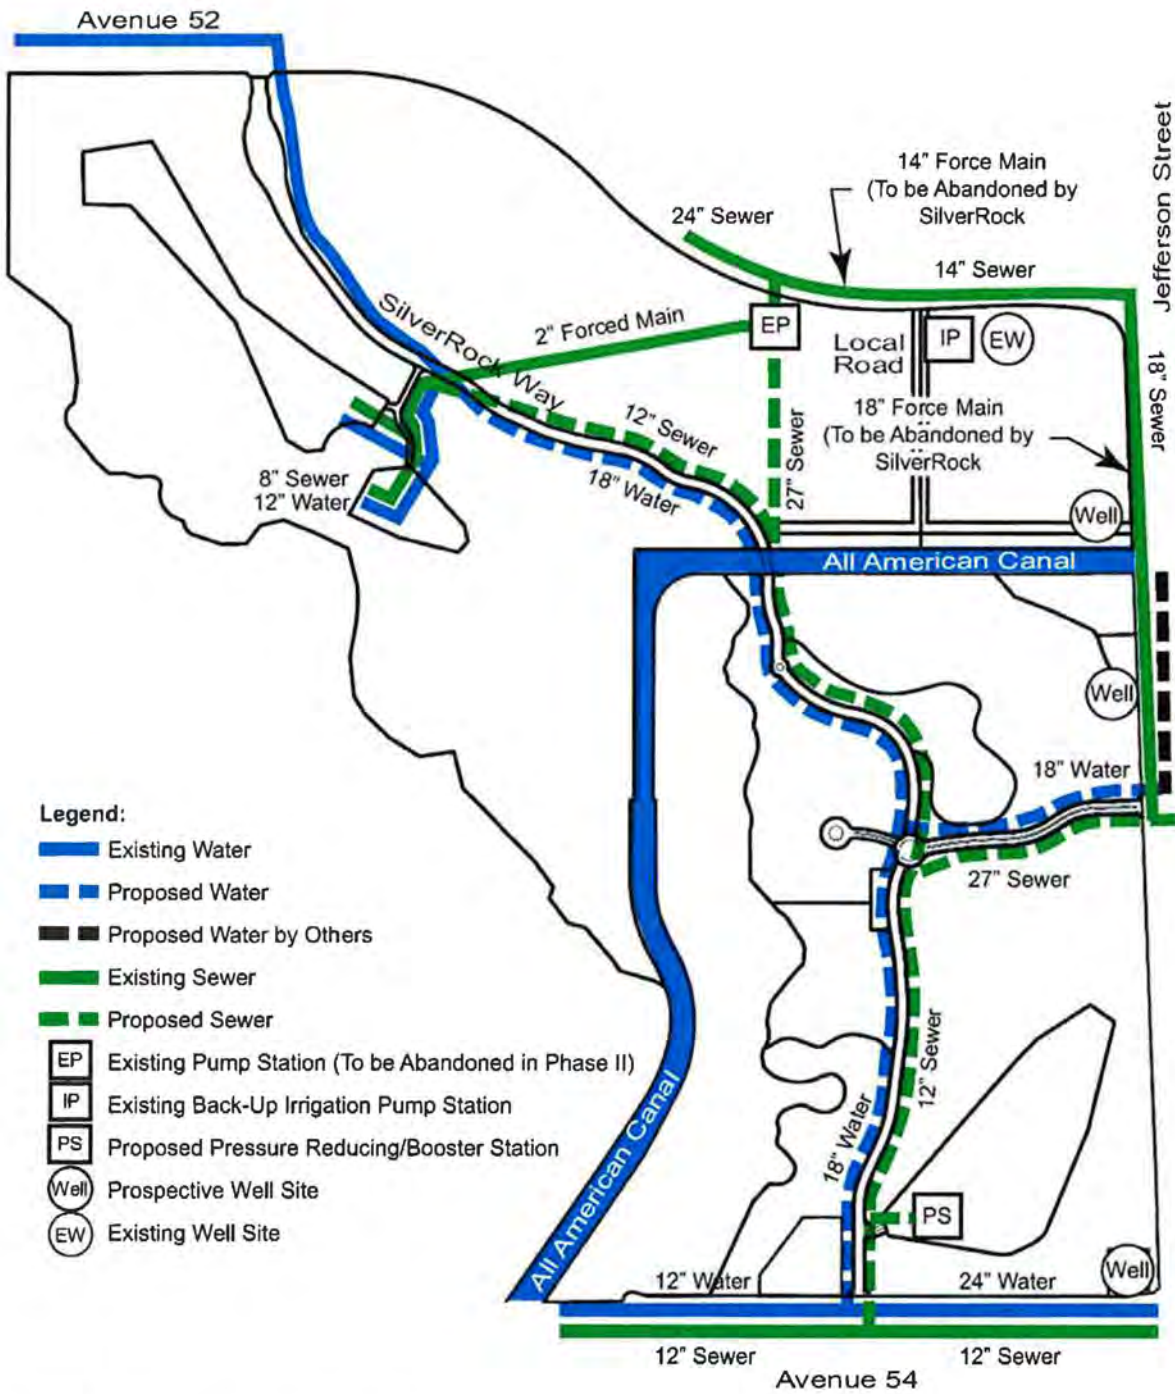 Avenue 52
Jefferson Street
14" Force Main
(To be Abandoned by
SilverRock
24" Sewer
14" Sewer
SilverRock Way
2" Forced Main
EP
Local
Road
IP
EW
18" Sewer
18" Force Main
(To be Abandoned by
SilverRock
12" Sewer
27" Sewer
18" Water
8" Sewer
12" Water
Well
All American Canal
Well
18" Water
27" Sewer
Legend:
Existing Water
Proposed Water
Proposed Water by Others
Existing Sewer
Proposed Sewer
EP Existing Pump Station (To be Abandoned in Phase II)
IP Existing Back-Up Irrigation Pump Station
PS Proposed Pressure Reducing/Booster Station
Well Prospective Well Site
EW Existing Well Site
12" Sewer
18" Water
All American Canal
PS
Well
12" Water
24" Water
12" Sewer
12" Sewer
Avenue 54